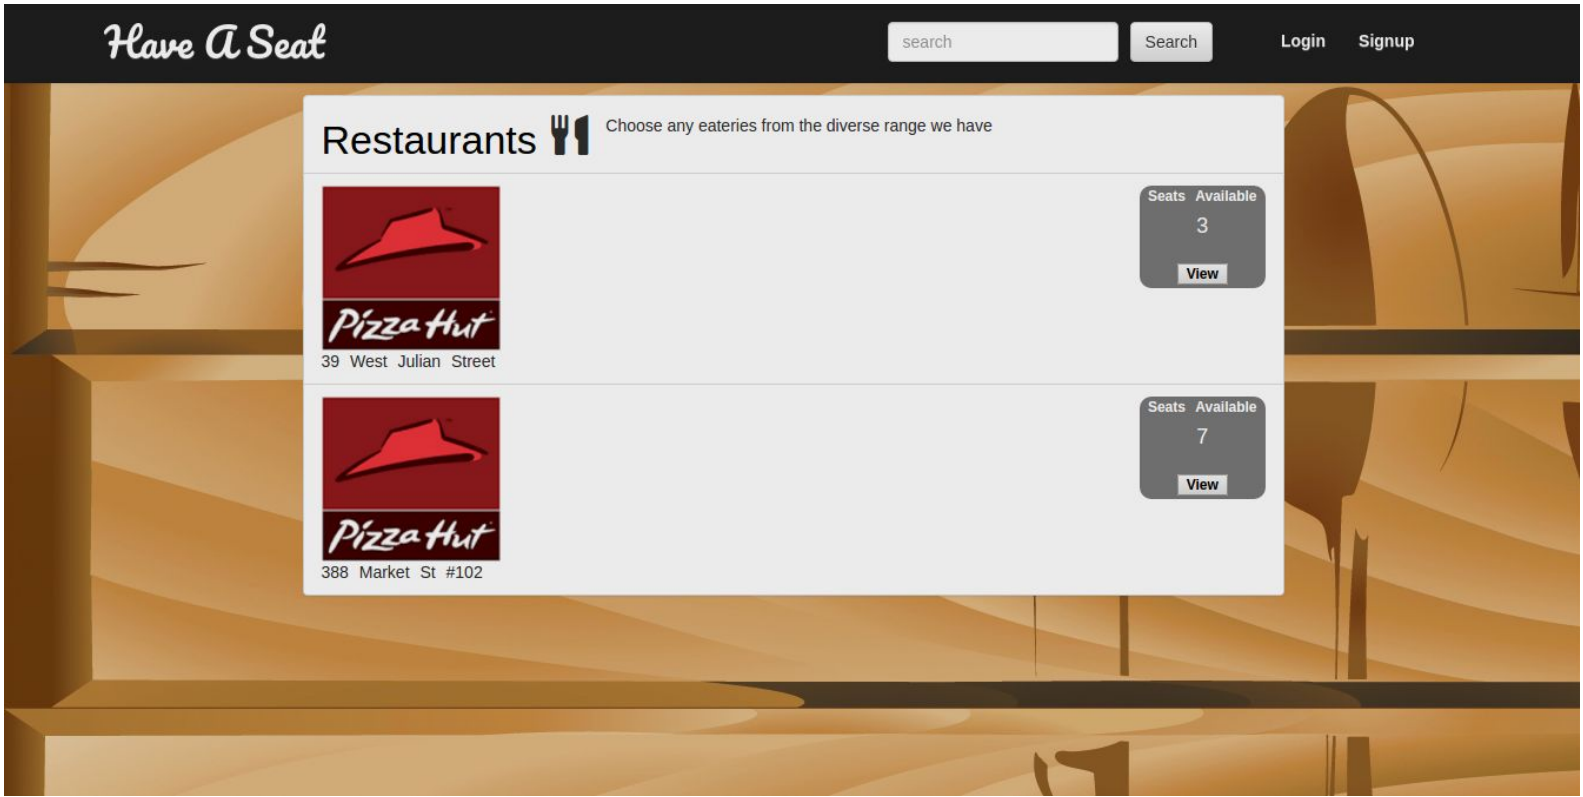 Have A Seat
search
Search
Login
Signup
Restaurants
Choose any eateries from the diverse range we have
Pizza Hut
39 West Julian Street
Seats Available
3
View
Pizza Hut
388 Market St #102
Seats Available
7
View